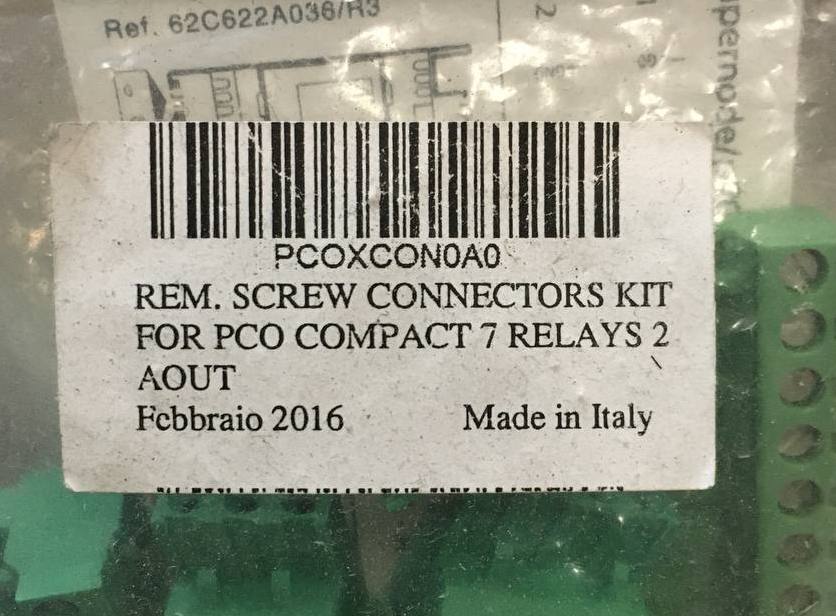 Ref. 62C622A036/R3
PCOXCON0A0
REM. SCREW CONNECTORS KIT
FOR PCO COMPACT 7 RELAYS 2
AOUT
Febbraio 2016 Made in Italy